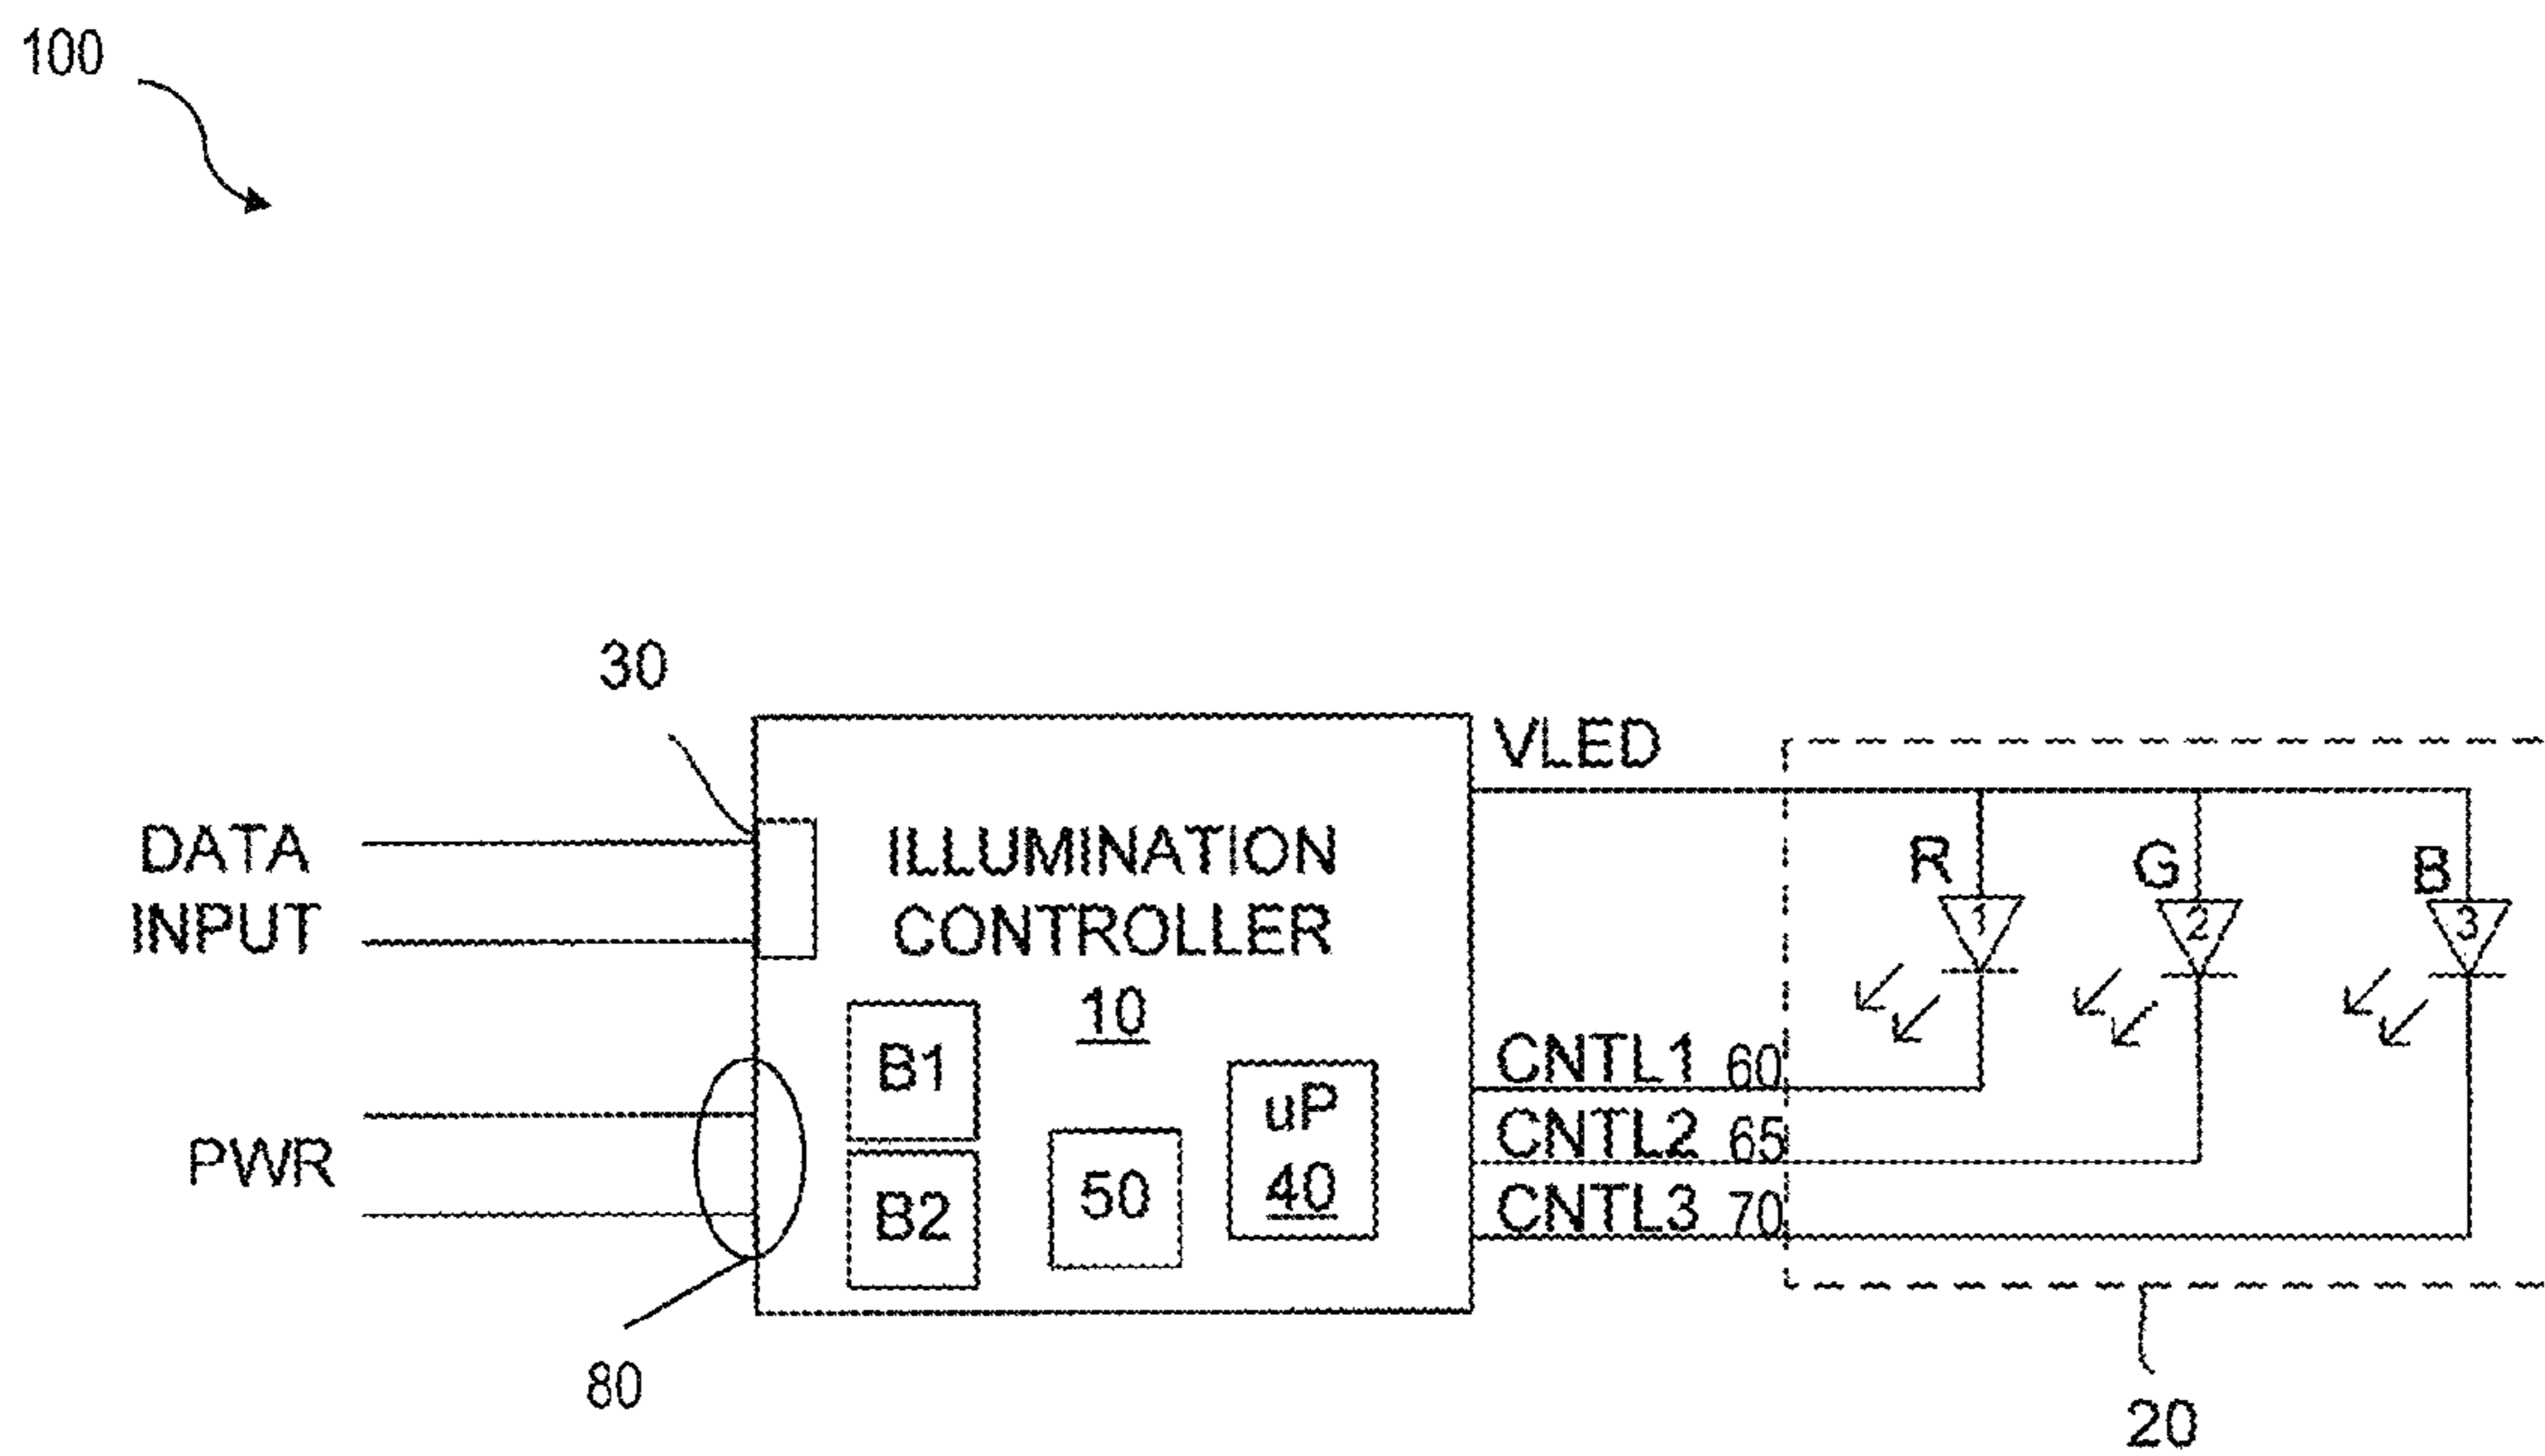 100
30
VLED
DATA
INPUT
ILLUMINATION
CONTROLLER
10
R
G
B
1
2
3
B1
B2
50
uP
40
CNTL1 60
CNTL2 65
CNTL3 70
PWR
80
20